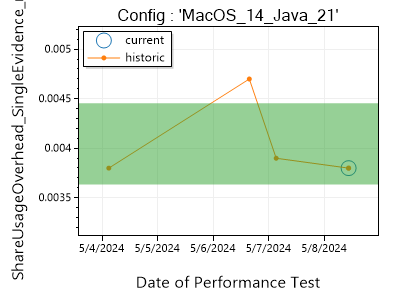 Config : 'MacOS_14_Java_21'
current
historic
0.005
0.0045
0.004
0.0035
ShareUsageOverhead_SingleEvidence_
5/4/2024 5/5/2024 5/6/2024 5/7/2024 5/8/2024
Date of Performance Test